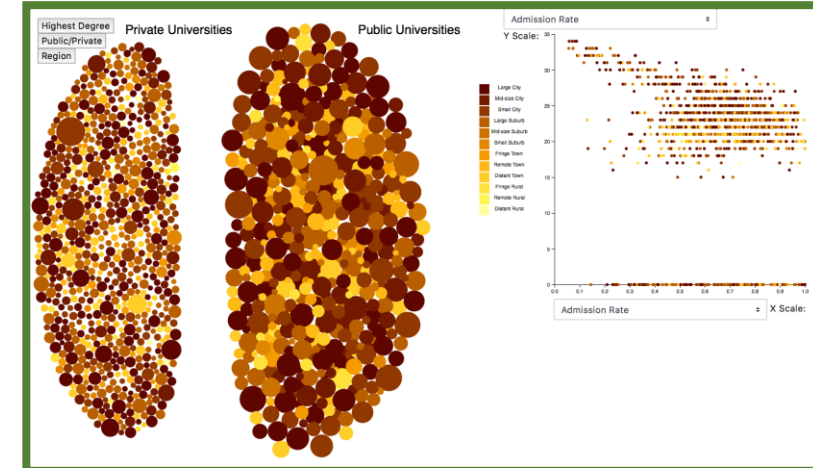 Highest Degree
Public/Private
Region
Private Universities
Public Universities
Large City
Mid-size City
Small City
Large Suburb
Mid-size Suburb
Small Suburb
Fringe Town
Remote Town
Distant Town
Fringe Rural
Remote Rural
Distant Rural
Admission Rate
Y Scale:
35
30
25
20
15
10
5
0
0.0 0.1 0.2 0.3 0.4 0.5 0.6 0.7 0.8 0.9 1.0
Admission Rate
X Scale: